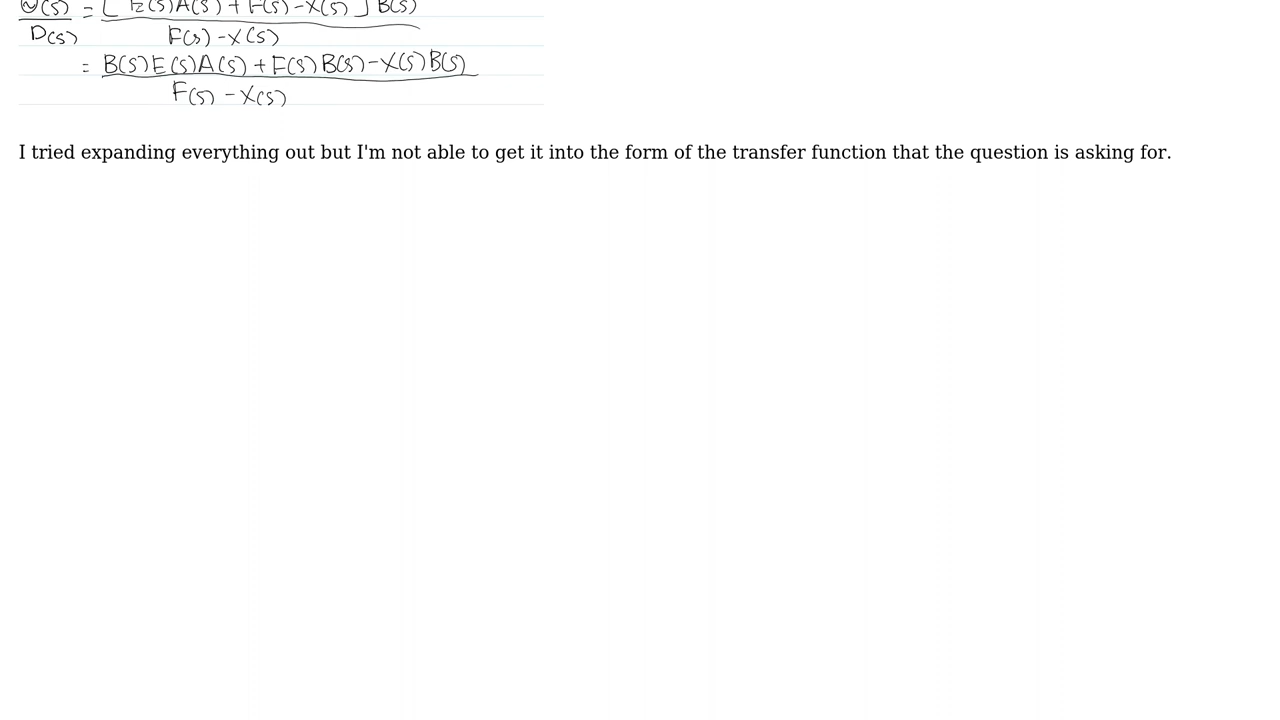 Θ(s) = [ E(s)A(s) + F(s) - X(s) ] B(s)
D(s) F(s) - X(s)
= B(s)E(s)A(s) + F(s)B(s) - X(s)B(s)
F(s) - X(s)
I tried expanding everything out but I'm not able to get it into the form of the transfer function that the question is asking for.